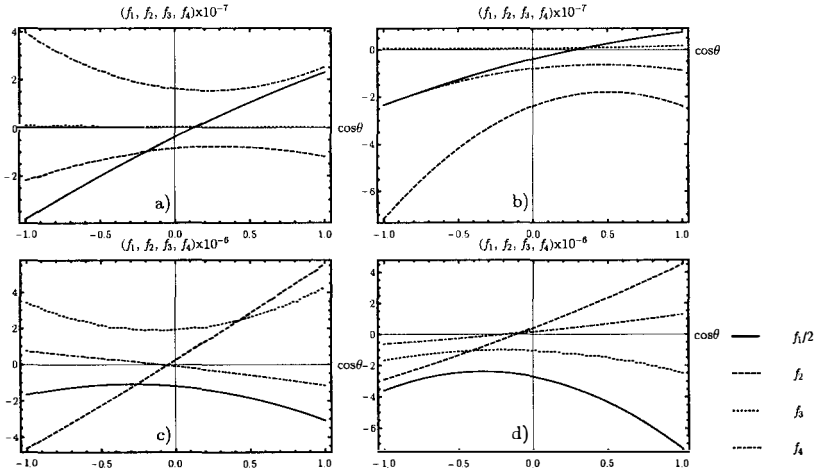 (f₁, f₂, f₃, f₄)x10⁻⁷
4
2
0
−2
cosθ
a)
−1.0 −0.5 0.0 0.5 1.0
(f₁, f₂, f₃, f₄)x10⁻⁷
0
−2
−4
−6
cosθ
b)
−1.0 −0.5 0.0 0.5 1.0
(f₁, f₂, f₃, f₄)x10⁻⁶
4
2
0
−2
−4
cosθ
c)
−1.0 −0.5 0.0 0.5 1.0
(f₁, f₂, f₃, f₄)x10⁻⁶
4
2
0
−2
−4
−6
cosθ
d)
−1.0 −0.5 0.0 0.5 1.0
f₁/2
f₂
f₃
f₄